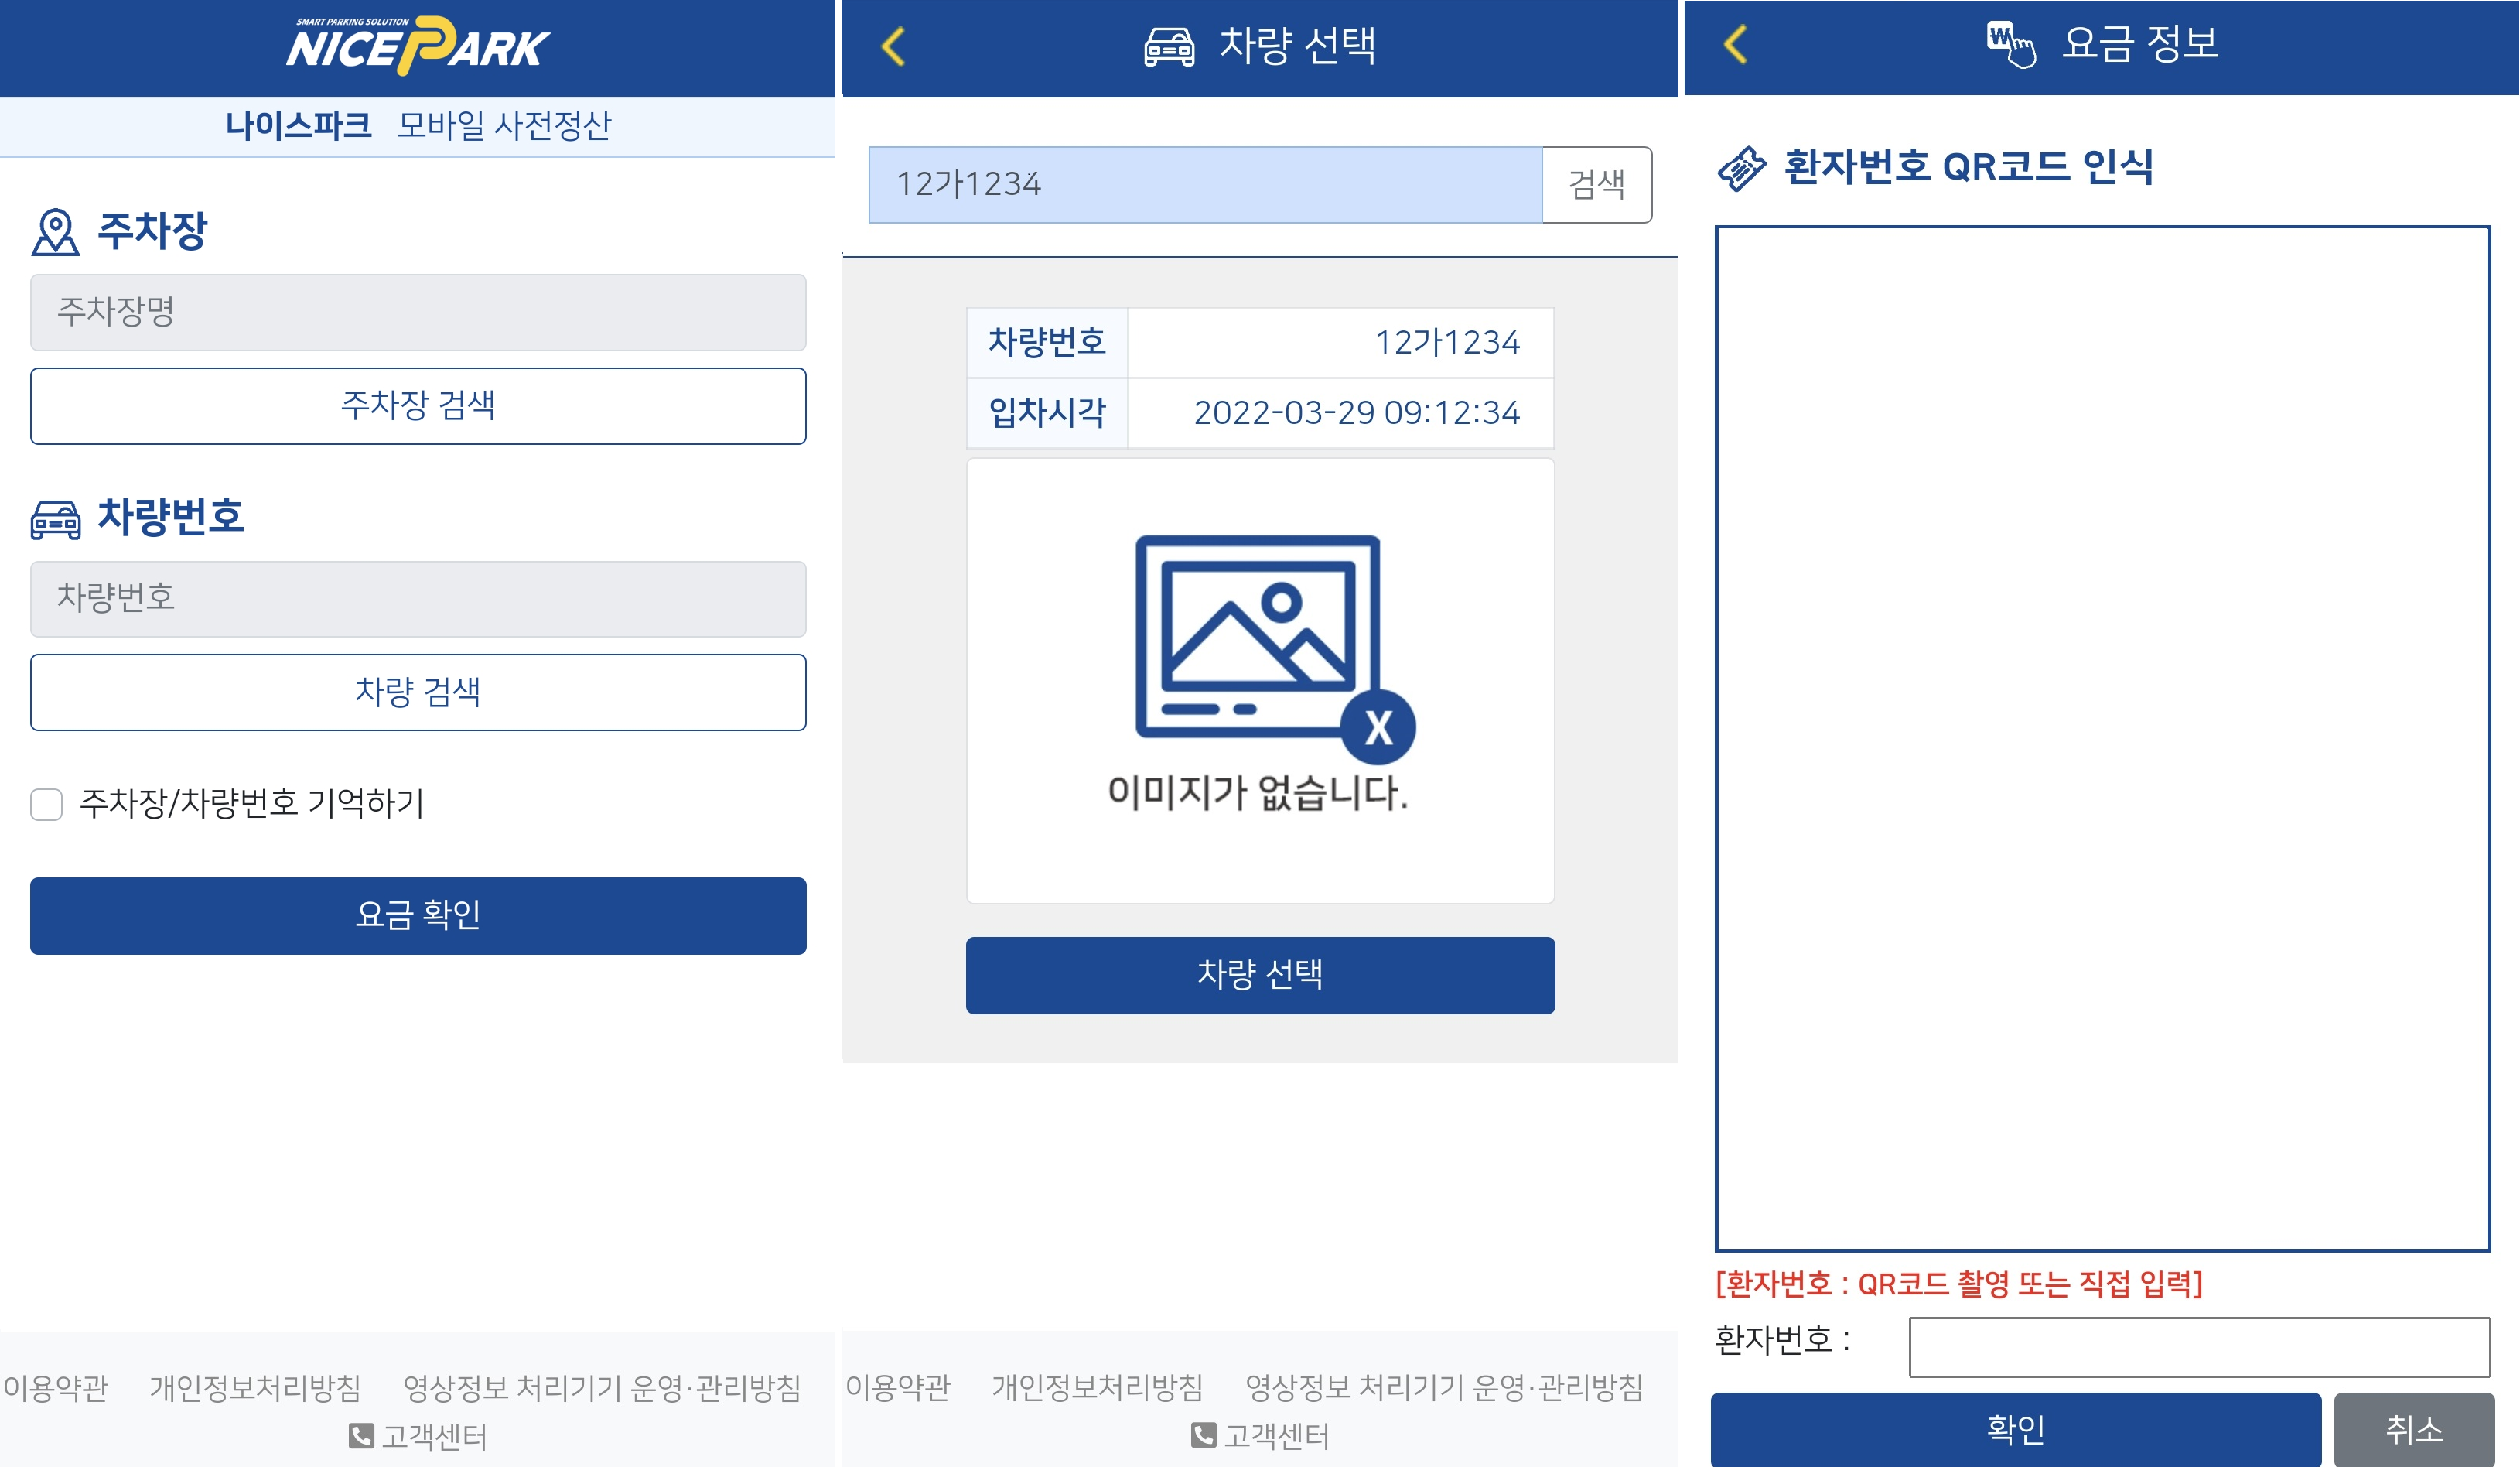 SMART PARKING SOLUTION
NICEPARK
나이스파크 모바일 사전정산
주차장
주차장명
주차장 검색
차량번호
차량번호
차량 검색
주차장/차량번호 기억하기
요금 확인
이용약관 개인정보처리방침 영상정보 처리기기 운영·관리방침
고객센터
차량 선택
12가1234 검색
차량번호 12가1234
입차시각 2022-03-29 09:12:34
X
이미지가 없습니다.
차량 선택
이용약관 개인정보처리방침 영상정보 처리기기 운영·관리방침
고객센터
W 요금 정보
환자번호 QR코드 인식
[환자번호 : QR코드 촬영 또는 직접 입력]
환자번호 :
확인 취소